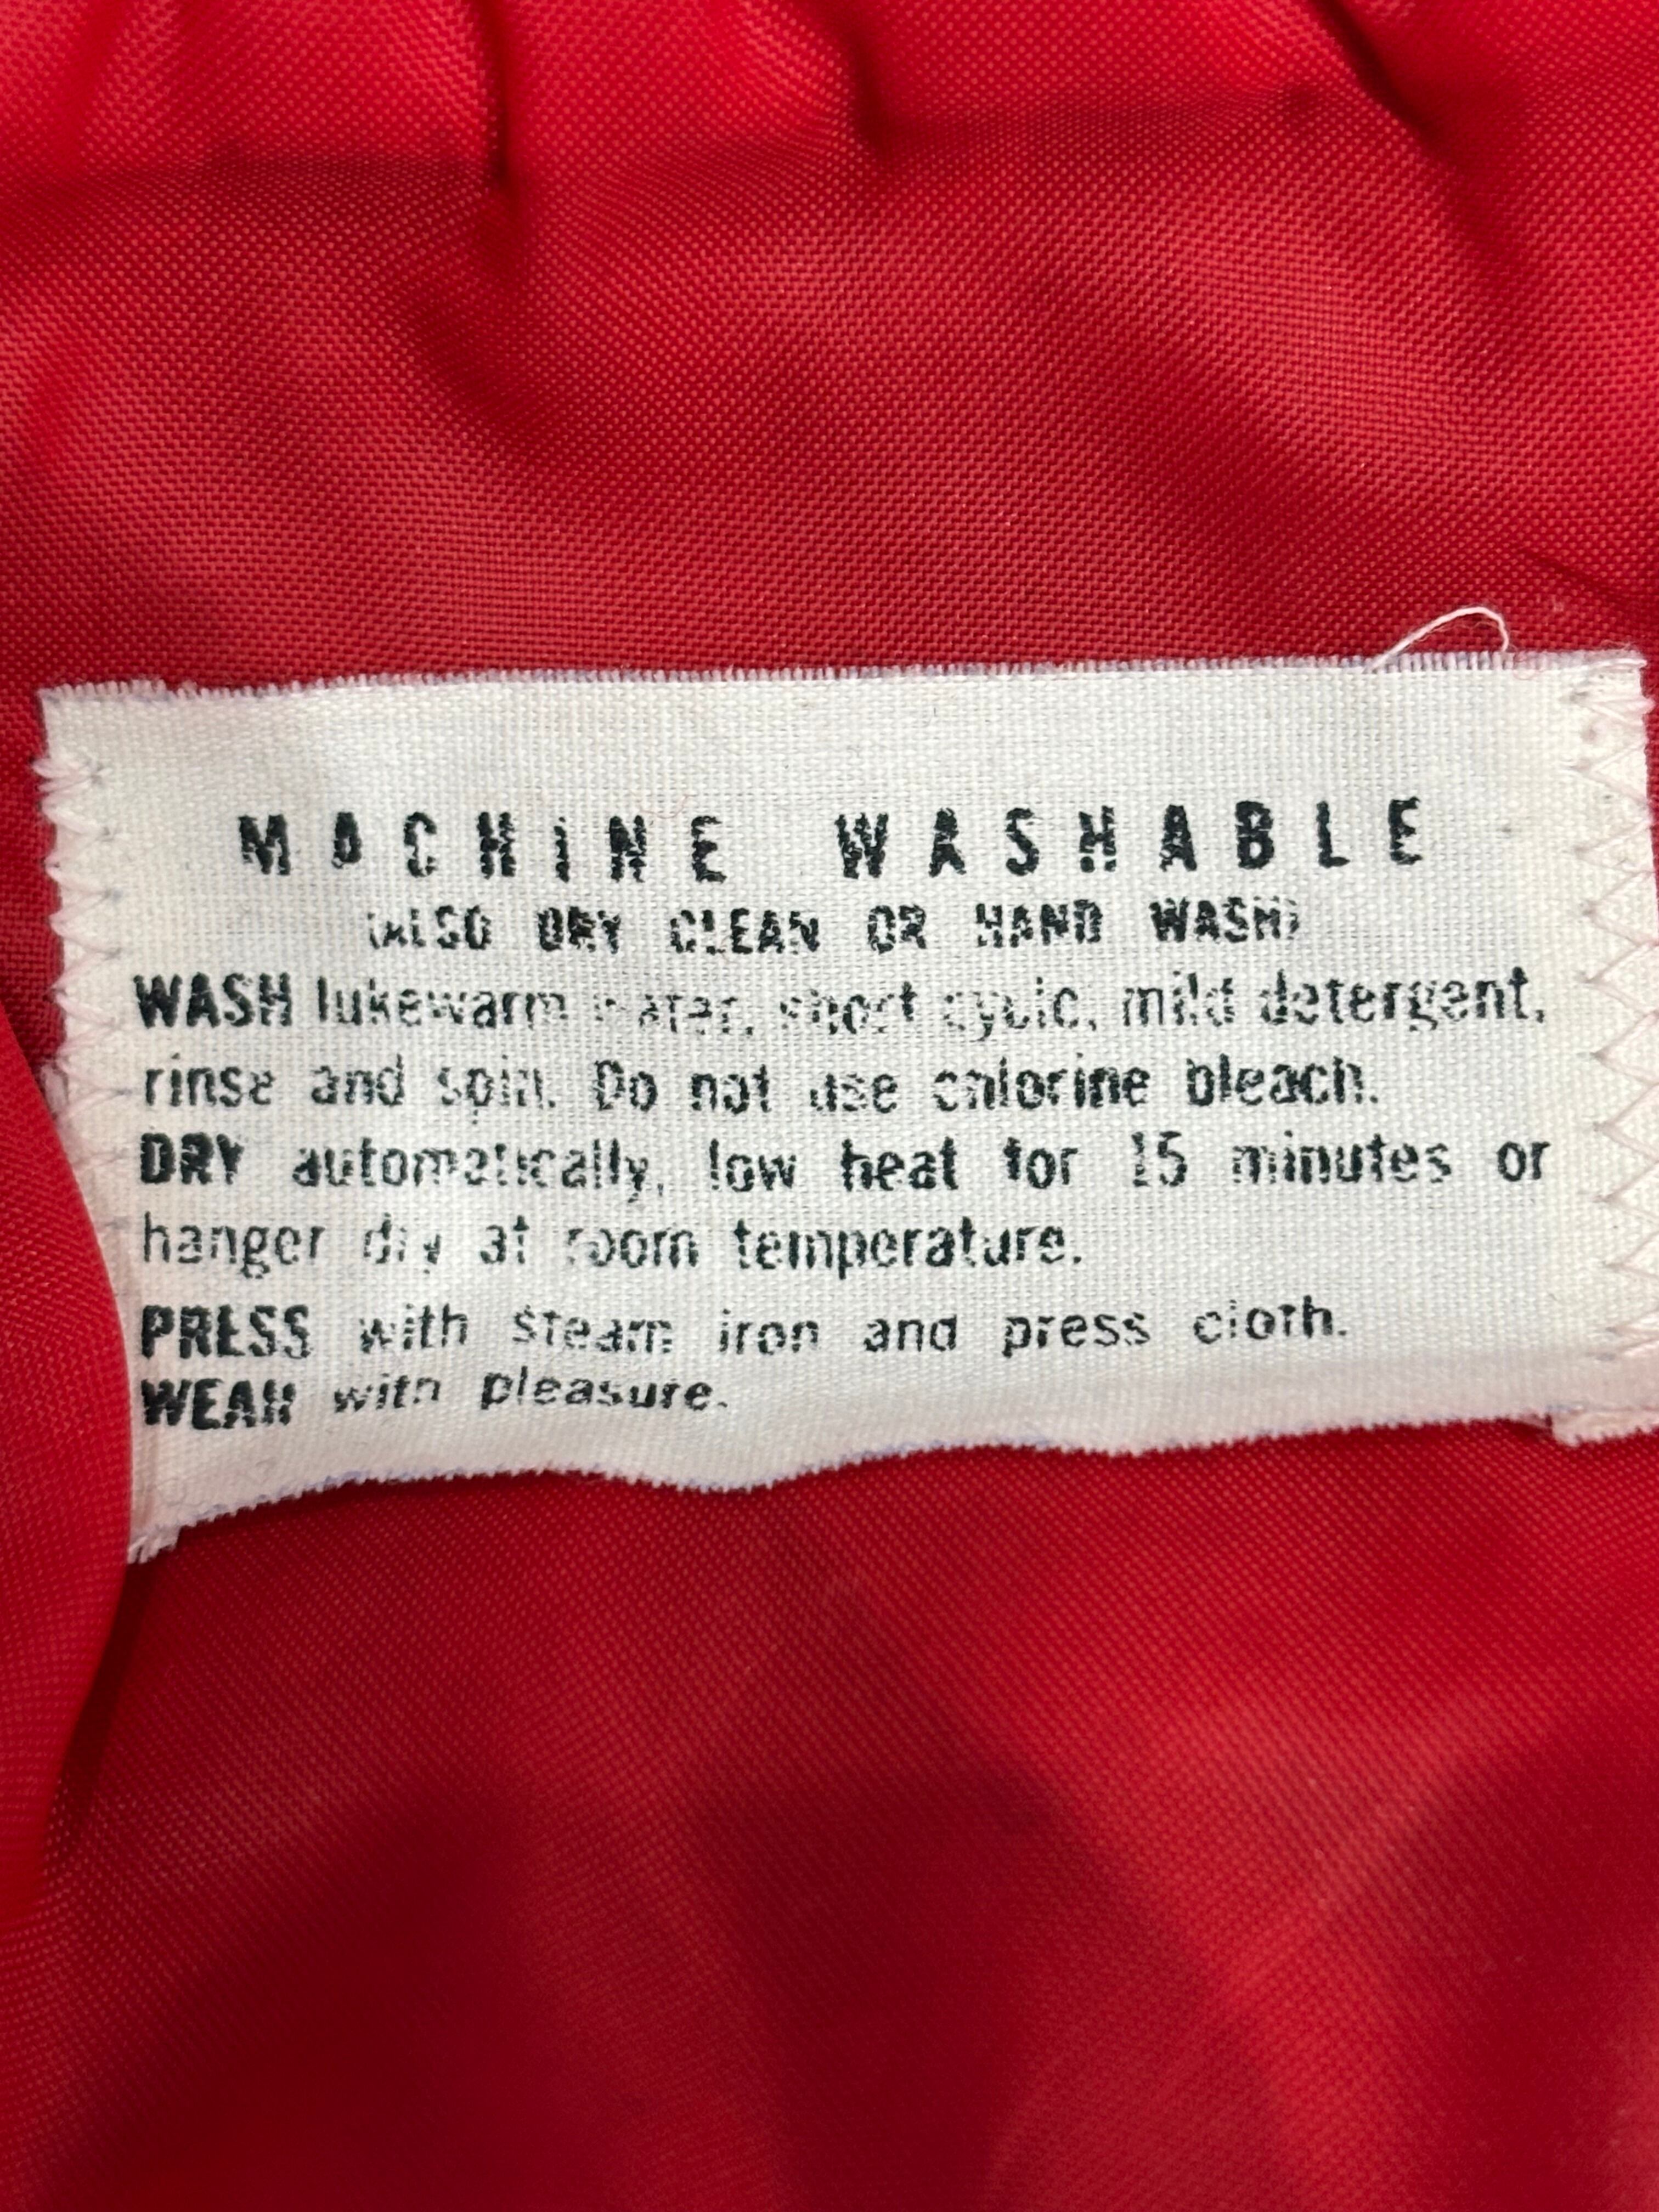 MACHINE WASHABLE
(ALSO DRY CLEAN OR HAND WASH)
WASH lukewarm water, short cycle, mild detergent,
rinse and spin. Do not use chlorine bleach.
DRY automatically, low heat for 15 minutes or
hanger dry at room temperature.
PRESS with steam iron and press cloth.
WEAR with pleasure.